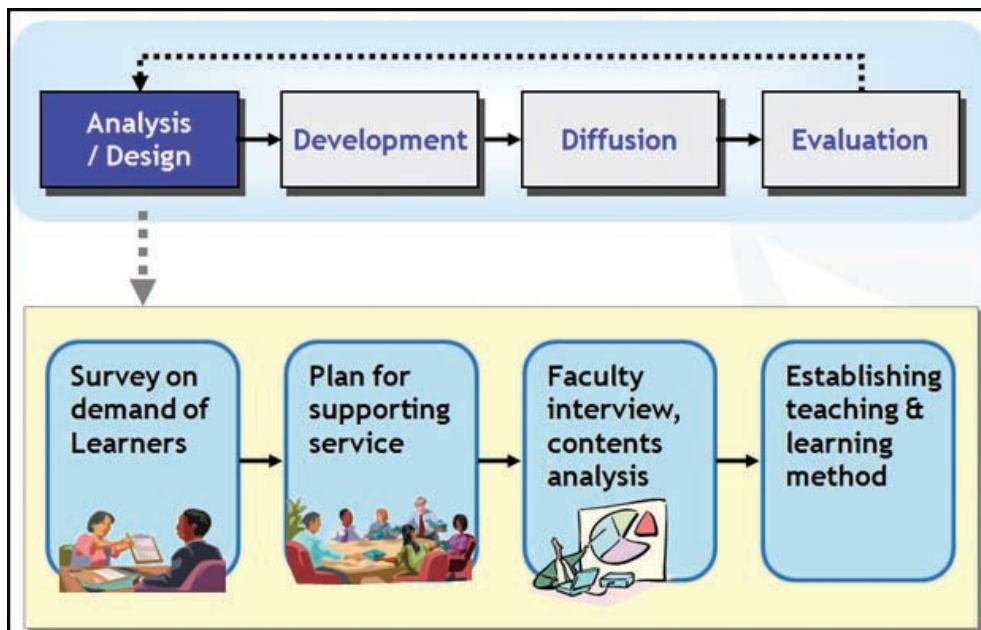 Analysis
/ Design
Development
Diffusion
Evaluation
Survey on
demand of
Learners
Plan for
supporting
service
Faculty
interview,
contents
analysis
Establishing
teaching &
learning
method